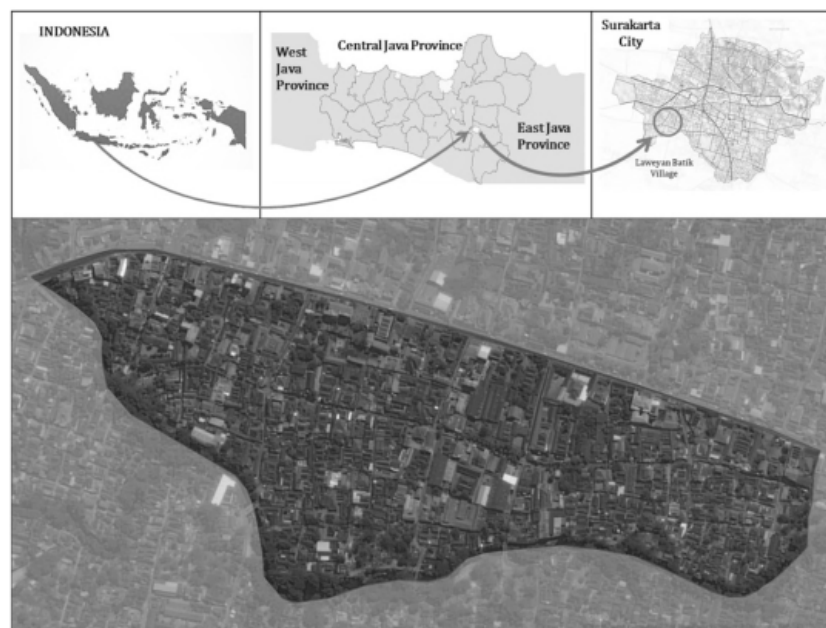 INDONESIA
West
Java
Province
Central Java Province
East Java
Province
Surakarta
City
Laweyan Batik
Village